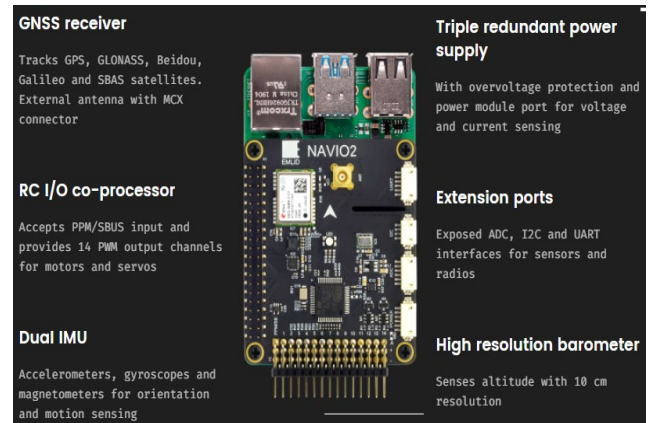 GNSS receiver
Tracks GPS, GLONASS, Beidou,
Galileo and SBAS satellites.
External antenna with MCX
connector
RC I/O co-processor
Accepts PPM/SBUS input and
provides 14 PWM output channels
for motors and servos
Dual IMU
Accelerometers, gyroscopes and
magnetometers for orientation
and motion sensing
EMLID
NAVIO2
UART
Triple redundant power
supply
With overvoltage protection and
power module port for voltage
and current sensing
Extension ports
Exposed ADC, I2C and UART
interfaces for sensors and
radios
High resolution barometer
Senses altitude with 10 cm
resolution